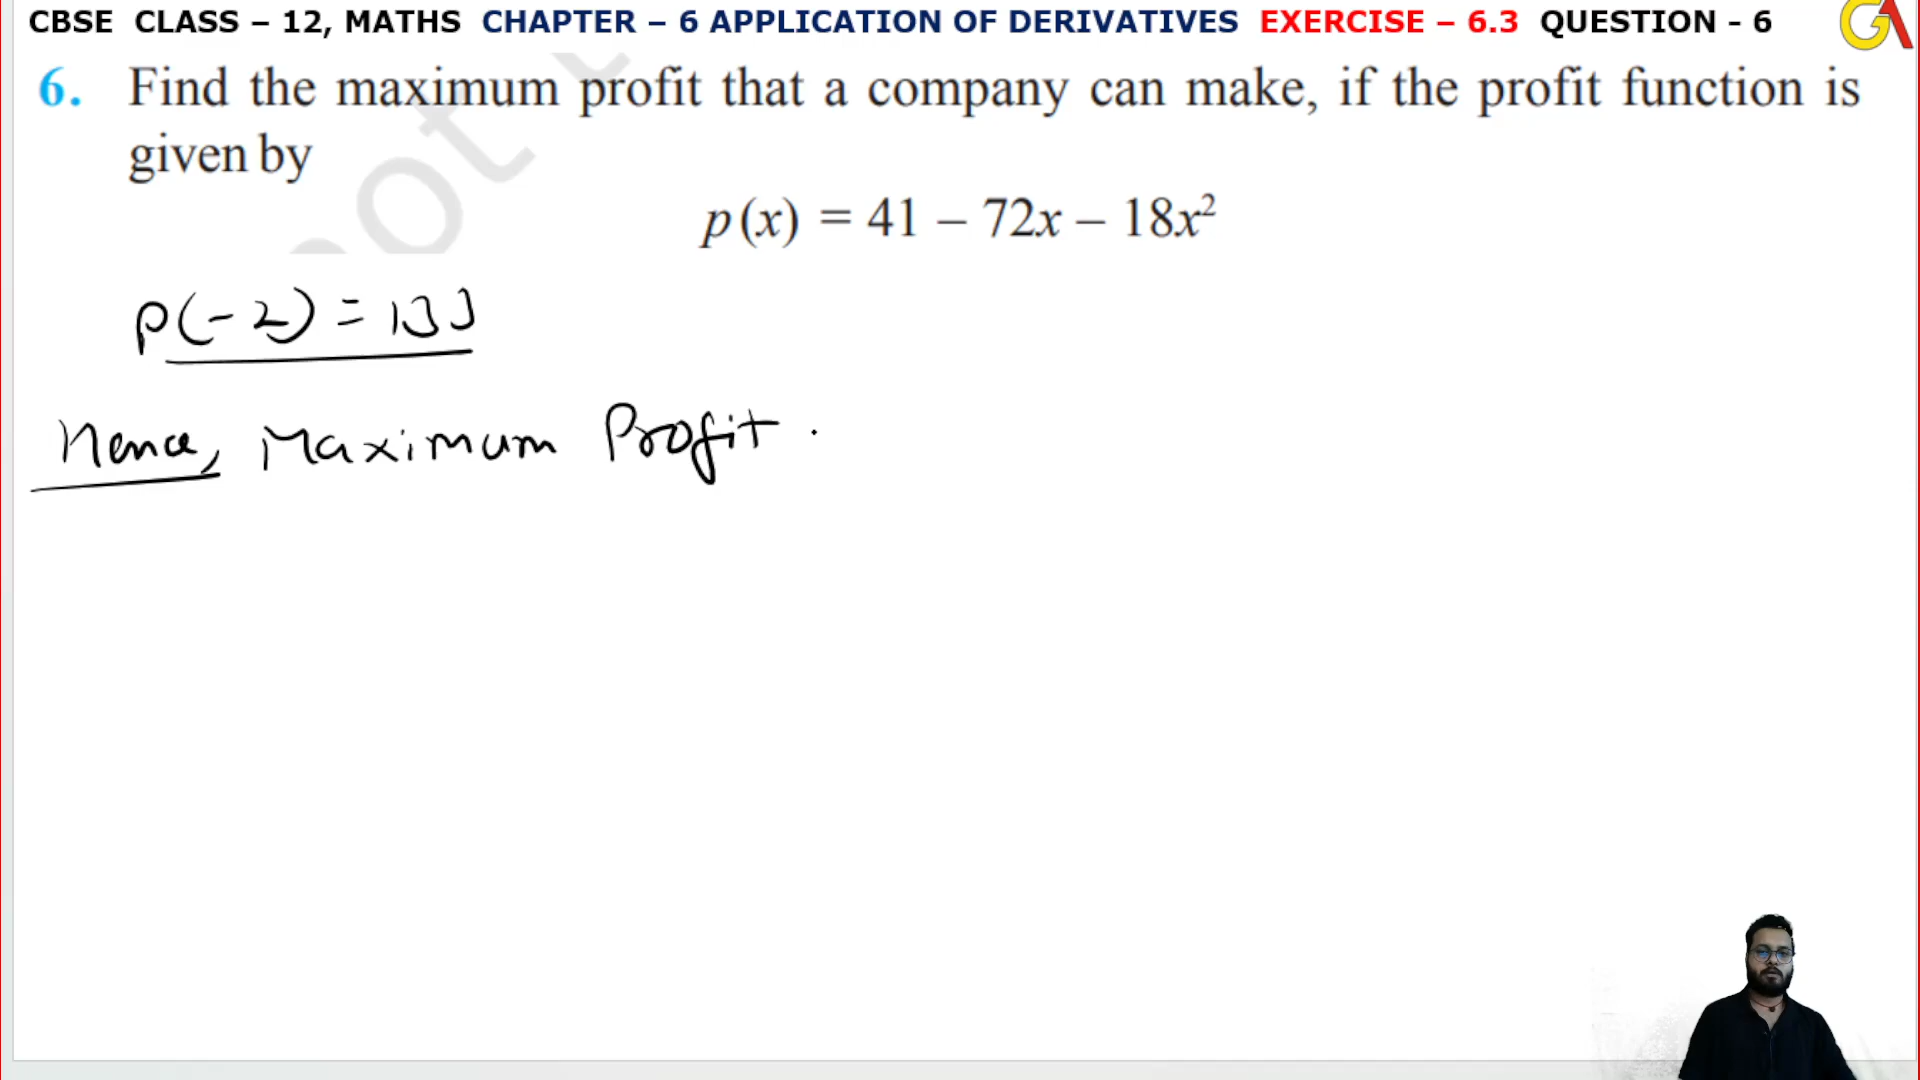 CBSE CLASS – 12, MATHS CHAPTER – 6 APPLICATION OF DERIVATIVES EXERCISE – 6.3 QUESTION - 6
6. Find the maximum profit that a company can make, if the profit function is
given by
p(x) = 41 – 72x – 18x²
P(-2) = 133
Hence, Maximum Profit